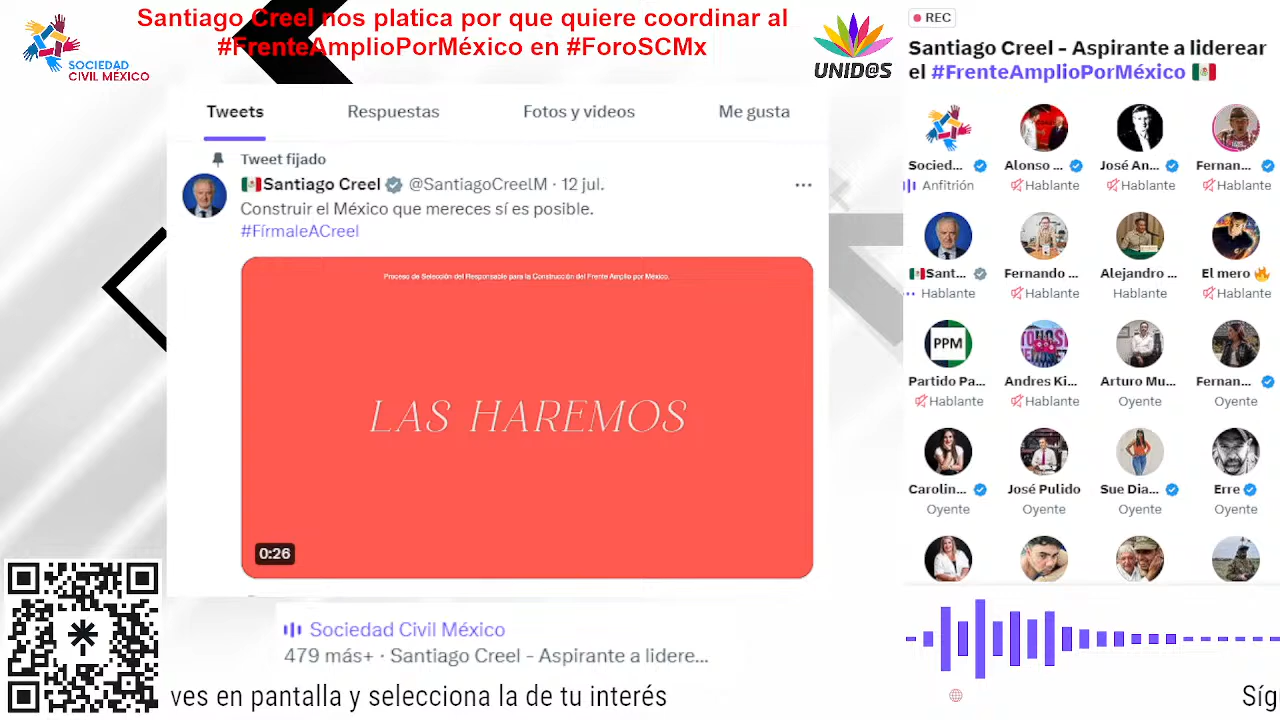 Santiago Creel nos platica por que quiere coordinar al
#FrenteAmplioPorMéxico en #ForoSCMx
SOCIEDAD
CIVIL MÉXICO
UNID@S
Tweets Respuestas Fotos y videos Me gusta
Tweet fijado
Santiago Creel @SantiagoCreelM · 12 jul.
Construir el México que mereces sí es posible.
#FírmaleACreel
Proceso de Selección del Responsable para la Construcción del Frente Amplio por México.
LAS HAREMOS
0:26
Sociedad Civil México
479 más+ · Santiago Creel - Aspirante a lidere...
ves en pantalla y selecciona la de tu interés
Síg
REC
Santiago Creel - Aspirante a liderear
el #FrenteAmplioPorMéxico
Socied... Alonso ... José An... Fernan...
Anfitrión Hablante Hablante Hablante
Sant... Fernando ... Alejandro ... El mero
Hablante Hablante Hablante Hablante
PPM
Partido Pa... Andres Ki... Arturo Mu... Fernan...
Hablante Hablante Oyente Oyente
Carolin... José Pulido Sue Dia... Erre
Oyente Oyente Oyente Oyente